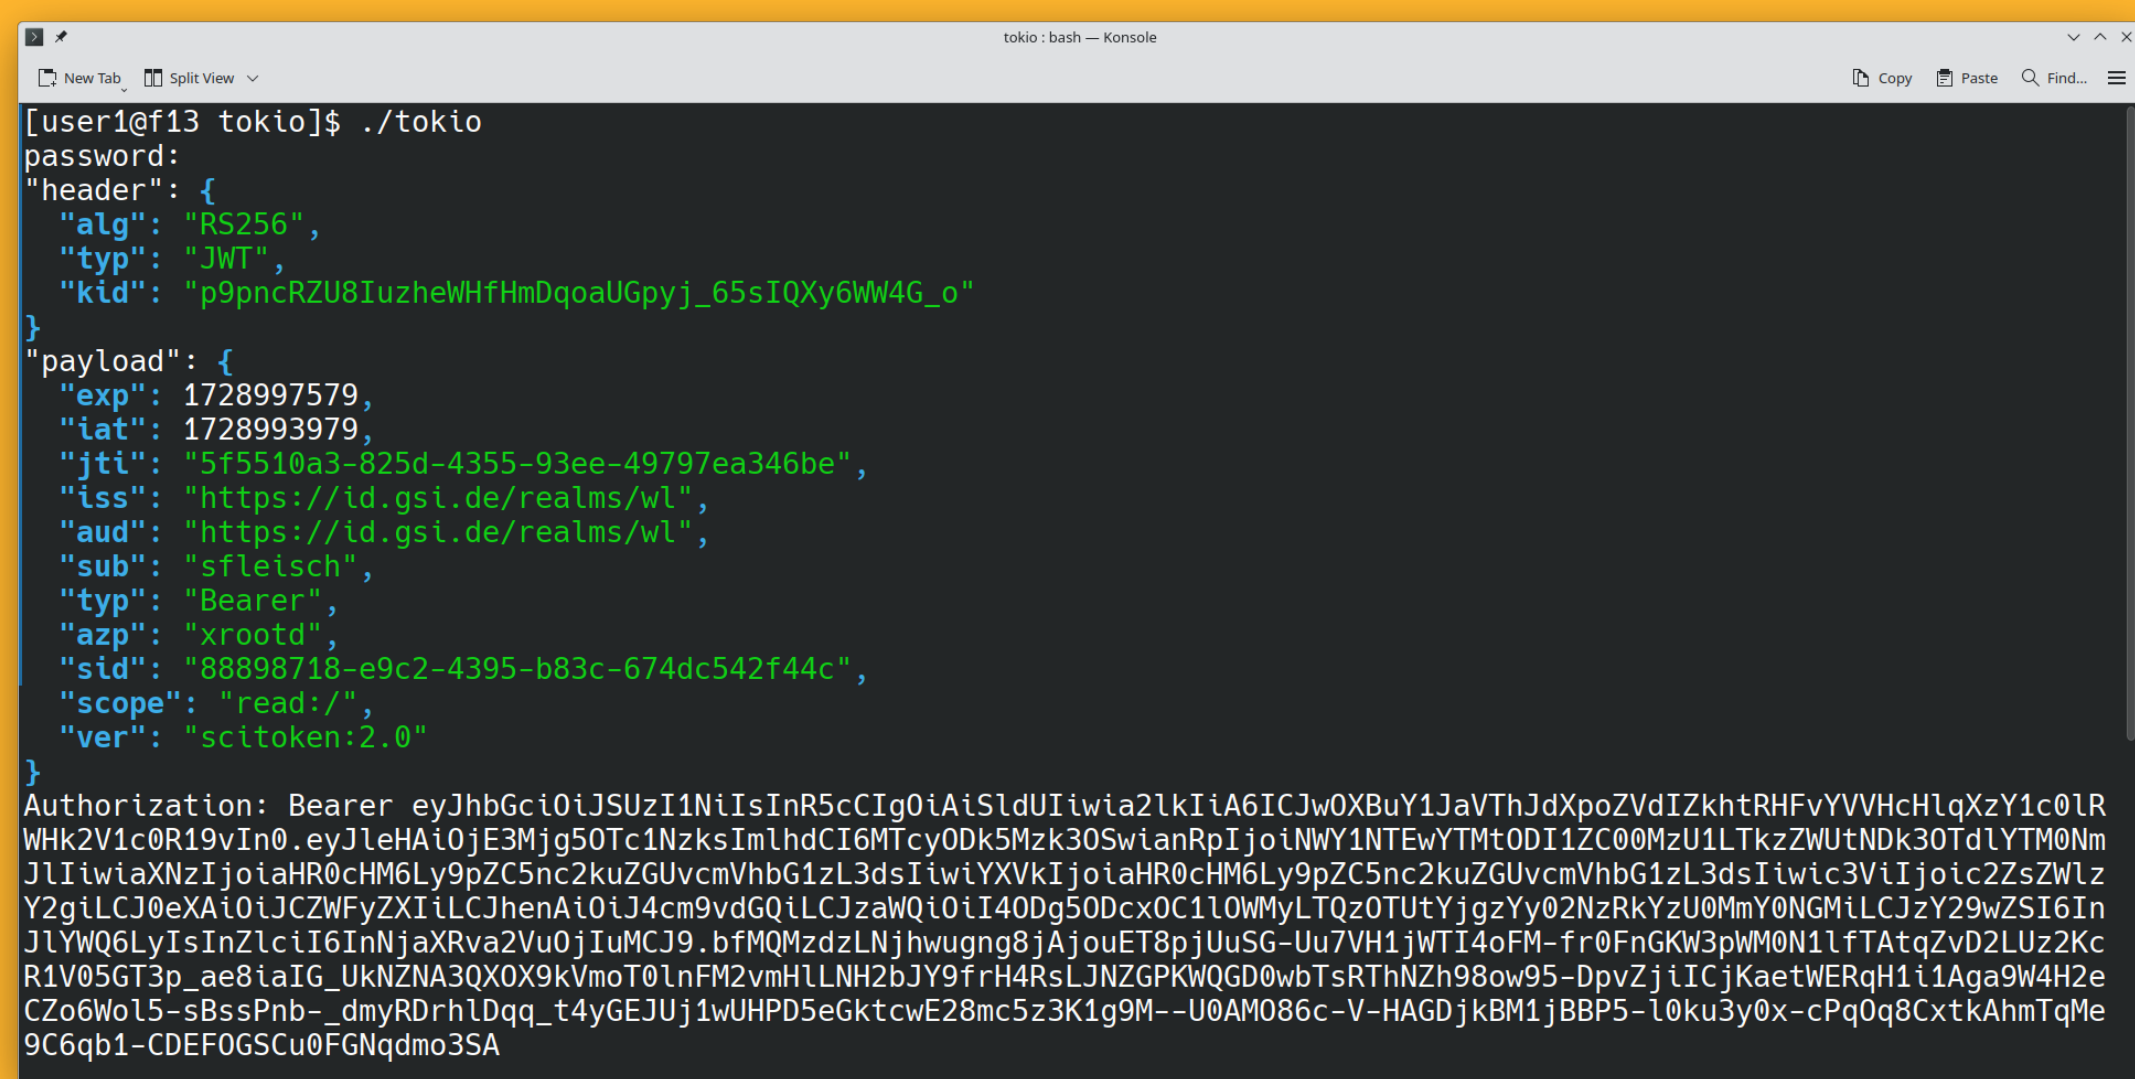 tokio : bash — Konsole
New Tab Split View Copy Paste Find...
[user1@f13 tokio]$ ./tokio
password:
"header": {
  "alg": "RS256",
  "typ": "JWT",
  "kid": "p9pncRZU8IuzheWHfHmDqoaUGpyj_65sIQXy6WW4G_o"
}
"payload": {
  "exp": 1728997579,
  "iat": 1728993979,
  "jti": "5f5510a3-825d-4355-93ee-49797ea346be",
  "iss": "https://id.gsi.de/realms/wl",
  "aud": "https://id.gsi.de/realms/wl",
  "sub": "sfleisch",
  "typ": "Bearer",
  "azp": "xrootd",
  "sid": "88898718-e9c2-4395-b83c-674dc542f44c",
  "scope": "read:/",
  "ver": "scitoken:2.0"
}
Authorization: Bearer eyJhbGciOiJSUzI1NiIsInR5cCIgOiAiSldUIiwia2lkIiA6ICJwOXBuY1JaVThJdXpoZVdIZkhtRHFvYVVHcHlqXzY1c0lR
WHk2V1c0R19vIn0.eyJleHAiOjE3Mjg5OTc1NzksImlhdCI6MTcyODk5Mzk3OSwianRpIjoiNWY1NTEwYTMtODI1ZC00MzU1LTkzZWUtNDk3OTdlYTM0Nm
JlIiwiaXNzIjoiaHR0cHM6Ly9pZC5nc2kuZGUvcmVhbG1zL3dsIiwiYXVkIjoiaHR0cHM6Ly9pZC5nc2kuZGUvcmVhbG1zL3dsIiwic3ViIjoic2ZsZWlz
Y2giLCJ0eXAiOiJCZWFyZXIiLCJhenAiOiJ4cm9vdGQiLCJzaWQiOiI4ODg5ODcxOC1lOWMyLTQzOTUtYjgzYy02NzRkYzU0MmY0NGMiLCJzY29wZSI6In
JlYWQ6LyIsInZlciI6InNjaXRva2VuOjIuMCJ9.bfMQMzdzLNjhwugng8jAjouET8pjUuSG-Uu7VH1jWTI4oFM-fr0FnGKW3pWM0N1lfTAtqZvD2LUz2Kc
R1V05GT3p_ae8iaIG_UkNZNA3QXOX9kVmoT0lnFM2vmHlLNH2bJY9frH4RsLJNZGPKWQGD0wbTsRThNZh98ow95-DpvZjiICjKaetWERqH1i1Aga9W4H2e
CZo6Wol5-sBssPnb-_dmyRDrhlDqq_t4yGEJUj1wUHPD5eGktcwE28mc5z3K1g9M--U0AMO86c-V-HAGDjkBM1jBBP5-l0ku3y0x-cPqOq8CxtkAhmTqMe
9C6qb1-CDEFOGSCu0FGNqdmo3SA